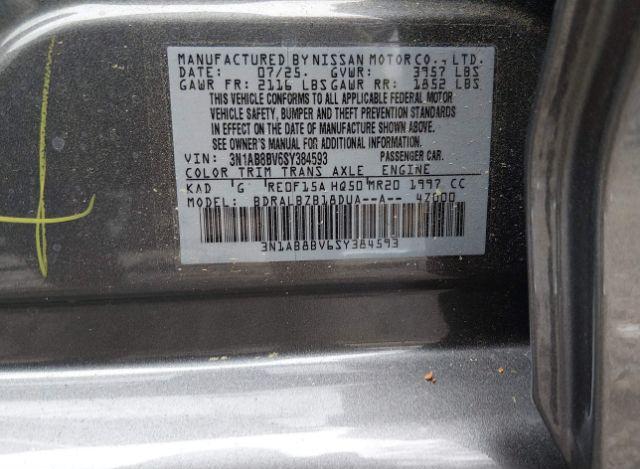 MANUFACTURED BY NISSAN MOTOR CO., LTD.
DATE: 07/25. GVWR: 3957 LBS
GAWR FR: 2116 LBS GAWR RR: 1852 LBS
THIS VEHICLE CONFORMS TO ALL APPLICABLE FEDERAL MOTOR
VEHICLE SAFETY, BUMPER AND THEFT PREVENTION STANDARDS
IN EFFECT ON THE DATE OF MANUFACTURE SHOWN ABOVE.
SEE OWNER'S MANUAL FOR ADDITIONAL INFORMATION.
VIN: 3N1AB8BV6SY384593 PASSENGER CAR.
COLOR TRIM TRANS AXLE ENGINE
KAD G RE0F15A HQ50 MR20 1997 CC
MODEL: BDRALBZB18DUA--A-- 47000
3N1AB8BV6SY384593